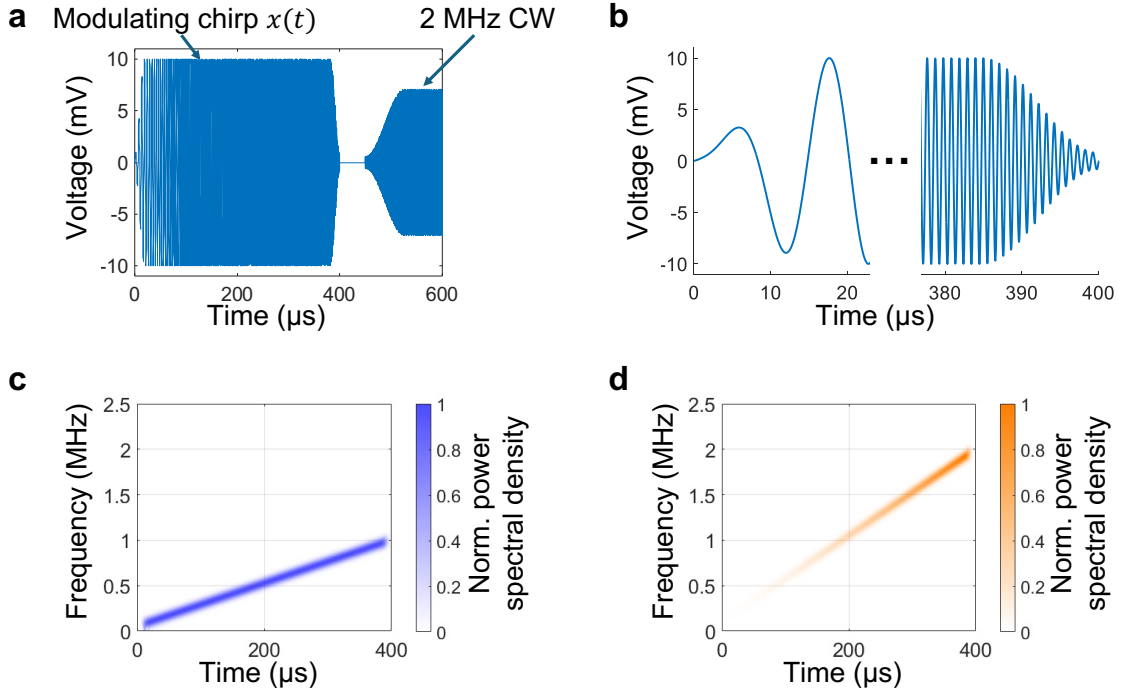 a
Modulating chirp x(t)
2 MHz CW
Voltage (mV)
10
5
0
-5
-10
0
200
400
600
Time (µs)
b
Voltage (mV)
10
5
0
-5
-10
...
0
10
20
380
390
400
Time (µs)
c
Frequency (MHz)
2.5
2
1.5
1
0.5
0
0
200
400
Time (µs)
1
0.8
0.6
0.4
0.2
0
Norm. power
spectral density
d
Frequency (MHz)
2.5
2
1.5
1
0.5
0
0
200
400
Time (µs)
1
0.8
0.6
0.4
0.2
0
Norm. power
spectral density